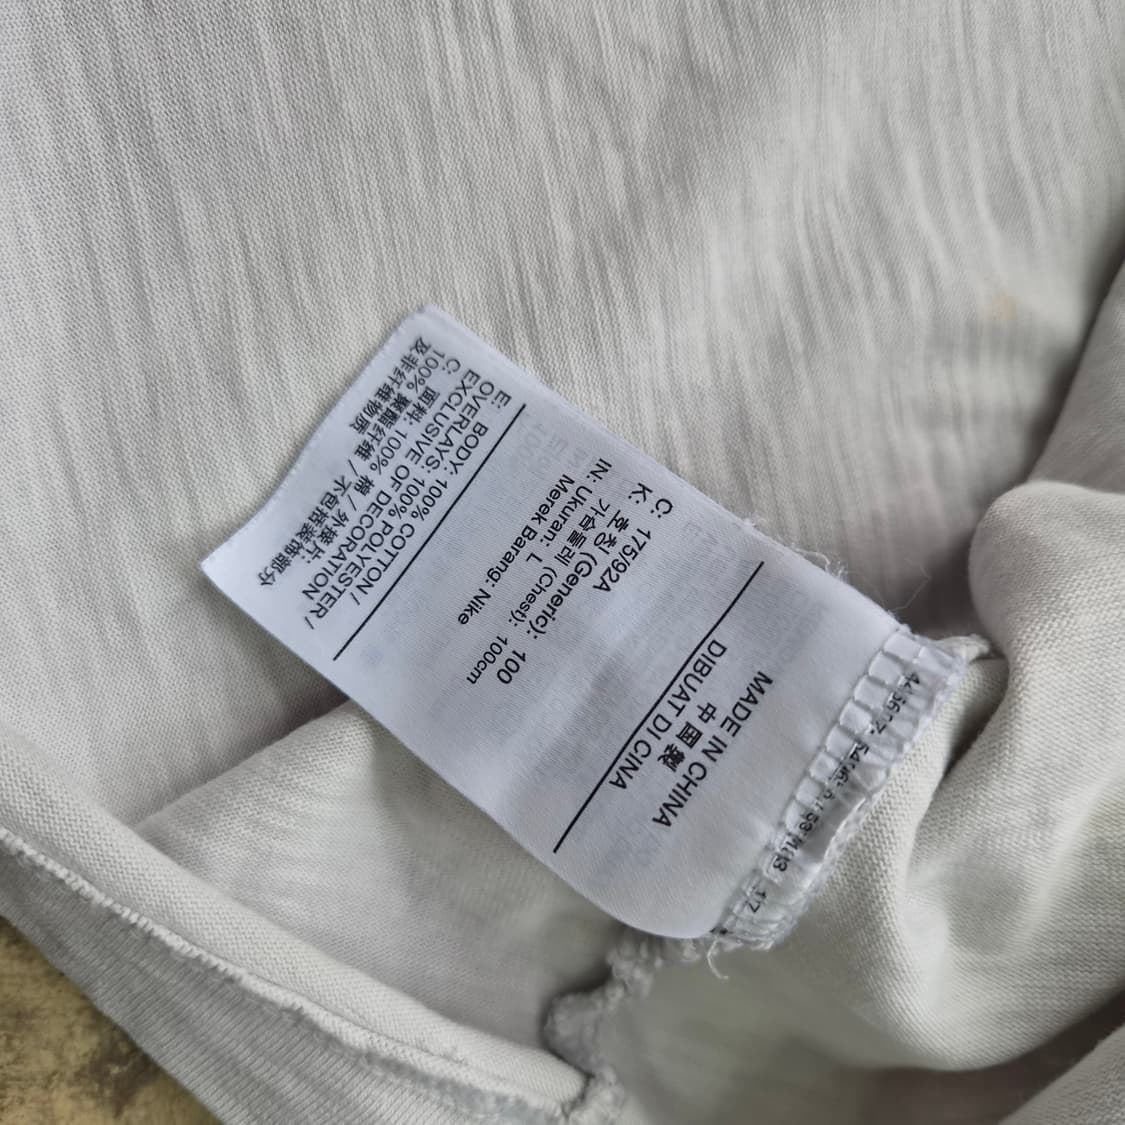 MADE IN CHINA
中国製
DIBUAT DI CINA
C: 175/92A
K: 호칭 (Generic): 100
가슴둘레 (Chest): 100cm
IN: Ukuran: L
Merek Barang: Nike
E: BODY: 100% COTTON /
OVERLAYS: 100% POLYESTER /
EXCLUSIVE OF DECORATION
C: 面料: 100% 棉 / 外接片:
100% 聚酯纤维 / 不包括装饰部分
及非纤维物质